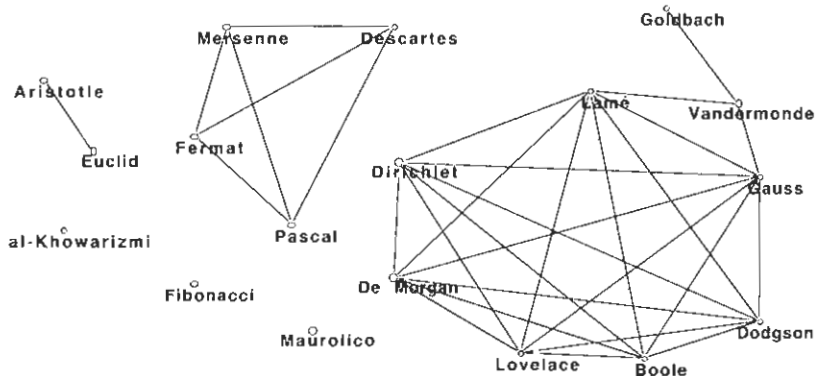 Goldbach
Mersenne
Descartes
Aristotle
Lamé
Vandermonde
Euclid
Fermat
Dirichlet
Gauss
al-Khowarizmi
Pascal
Fibonacci
De Morgan
Maurolico
Dodgson
Lovelace
Boole